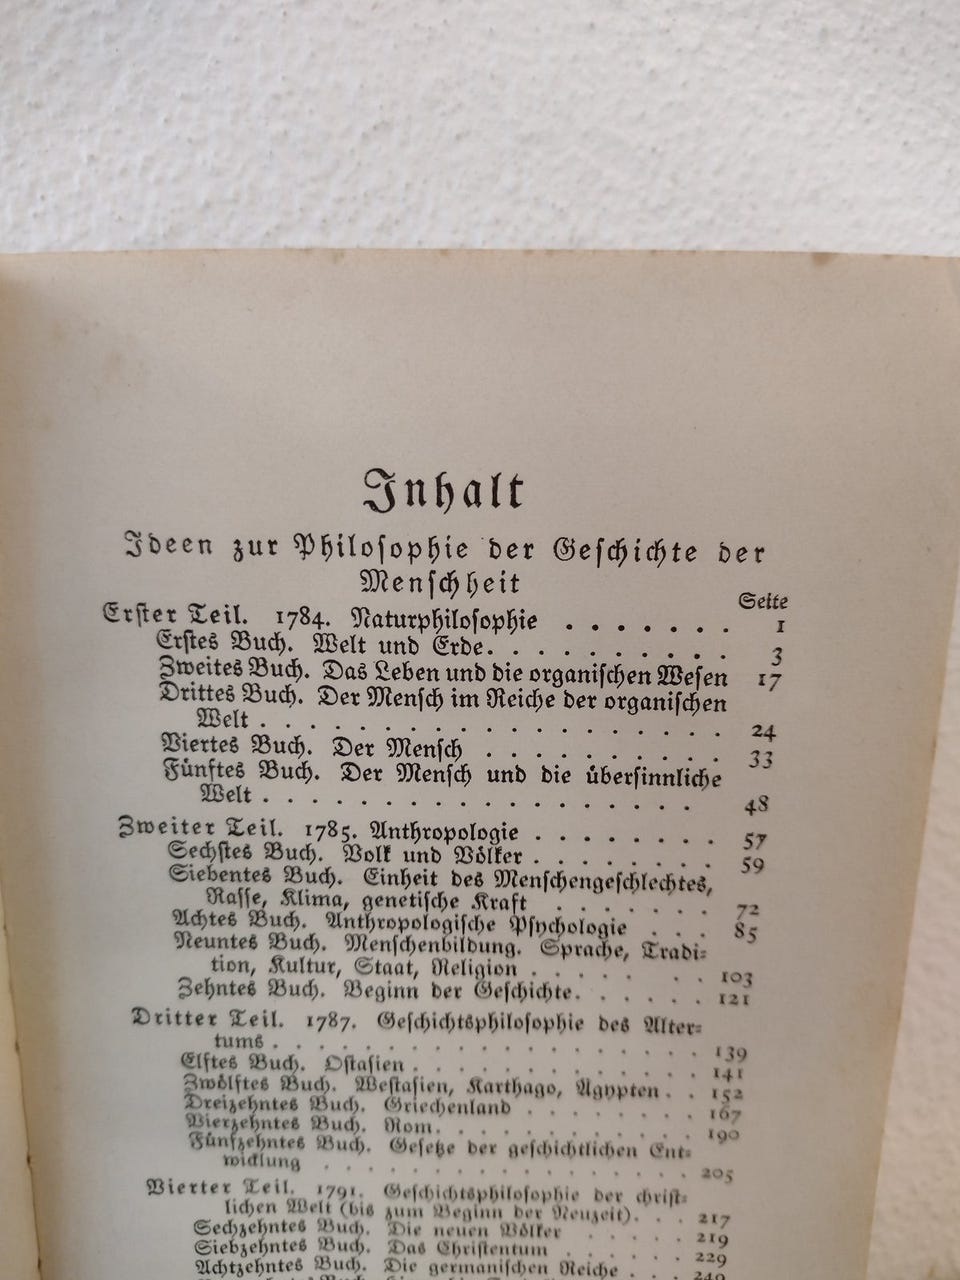 Inhalt
Ideen zur Philosophie der Geschichte der
Menschheit
Seite
Erster Teil. 1784. Naturphilosophie . . . . . . . 1
Erstes Buch. Welt und Erde. . . . . . . . . . 3
Zweites Buch. Das Leben und die organischen Wesen 17
Drittes Buch. Der Mensch im Reiche der organischen
Welt . . . . . . . . . . . . . . . . . . 24
Viertes Buch. Der Mensch . . . . . . . . . . 33
Fünftes Buch. Der Mensch und die übersinnliche
Welt . . . . . . . . . . . . . . . . . 48
Zweiter Teil. 1785. Anthropologie . . . . . . . . 57
Sechstes Buch. Volk und Völker . . . . . . . . 59
Siebentes Buch. Einheit des Menschengeschlechtes,
Rasse, Klima, genetische Kraft . . . . . . . 72
Achtes Buch. Anthropologische Psychologie . . . 85
Neuntes Buch. Menschenbildung. Sprache, Tradi-
tion, Kultur, Staat, Religion . . . . . . . 103
Zehntes Buch. Beginn der Geschichte. . . . . . 121
Dritter Teil. 1787. Geschichtsphilosophie des Alter-
tums . . . . . . . . . . . . . . . . . 139
Elftes Buch. Ostasien . . . . . . . . . . . . 141
Zwölftes Buch. Westasien, Karthago, Ägypten . . 152
Dreizehntes Buch. Griechenland . . . . . . . . 167
Vierzehntes Buch. Rom. . . . . . . . . . . 190
Fünfzehntes Buch. Gesetze der geschichtlichen Ent-
wicklung . . . . . . . . . . . . . . . 205
Vierter Teil. 1791. Geschichtsphilosophie der christ-
lichen Welt (bis zum Beginn der Neuzeit). . . 217
Sechzehntes Buch. Die neuen Völker . . . . . 219
Siebzehntes Buch. Das Christentum . . . . . . 229
Achtzehntes Buch. Die germanischen Reiche . . . 249